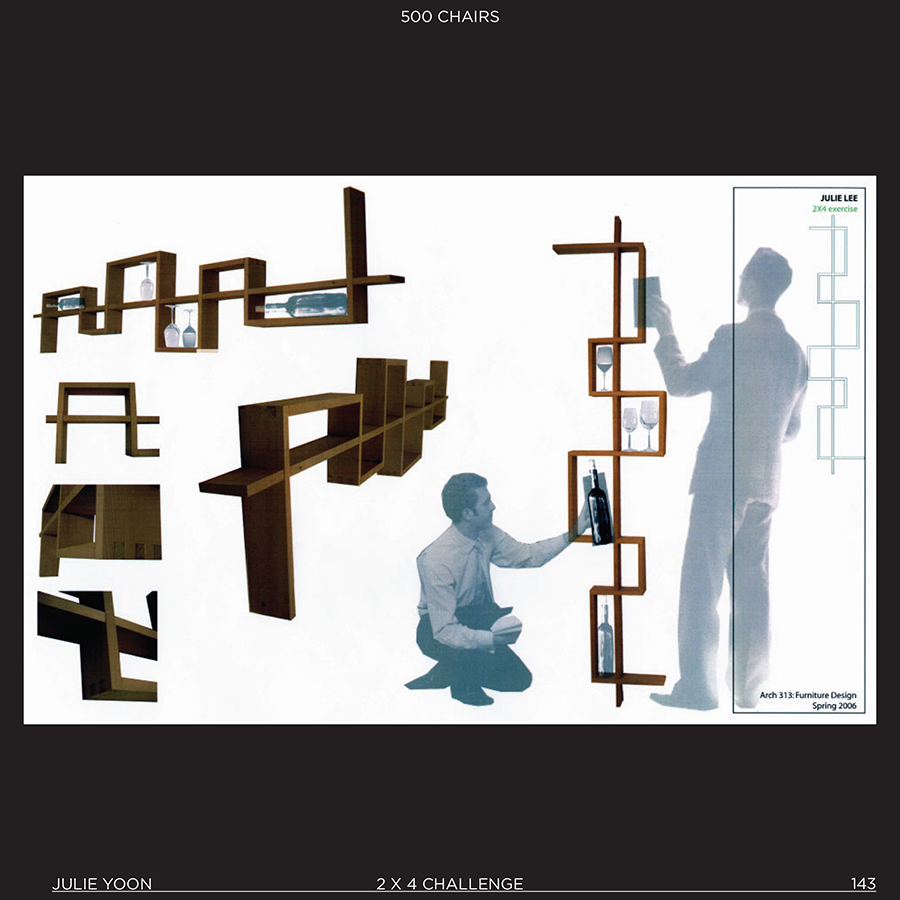 500 CHAIRS
JULIE LEE
2X4 exercise
Arch 313: Furniture Design
Spring 2006
JULIE YOON
2 X 4 CHALLENGE
143